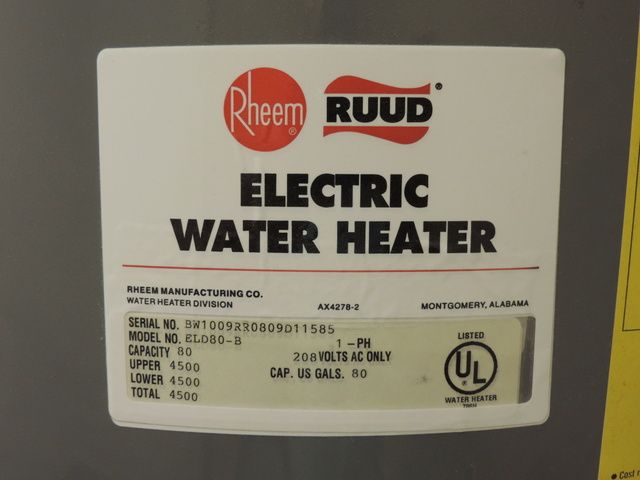 Rheem® RUUD®
ELECTRIC
WATER HEATER
RHEEM MANUFACTURING CO.
WATER HEATER DIVISION AX4278-2 MONTGOMERY, ALABAMA
SERIAL NO. BW1009RR0809D11585
MODEL NO. ELD80-B 1-PH
CAPACITY 80 208 VOLTS AC ONLY
UPPER 4500 CAP. US GALS. 80
LOWER 4500
TOTAL 4500
LISTED
UL®
WATER HEATER
• Cost